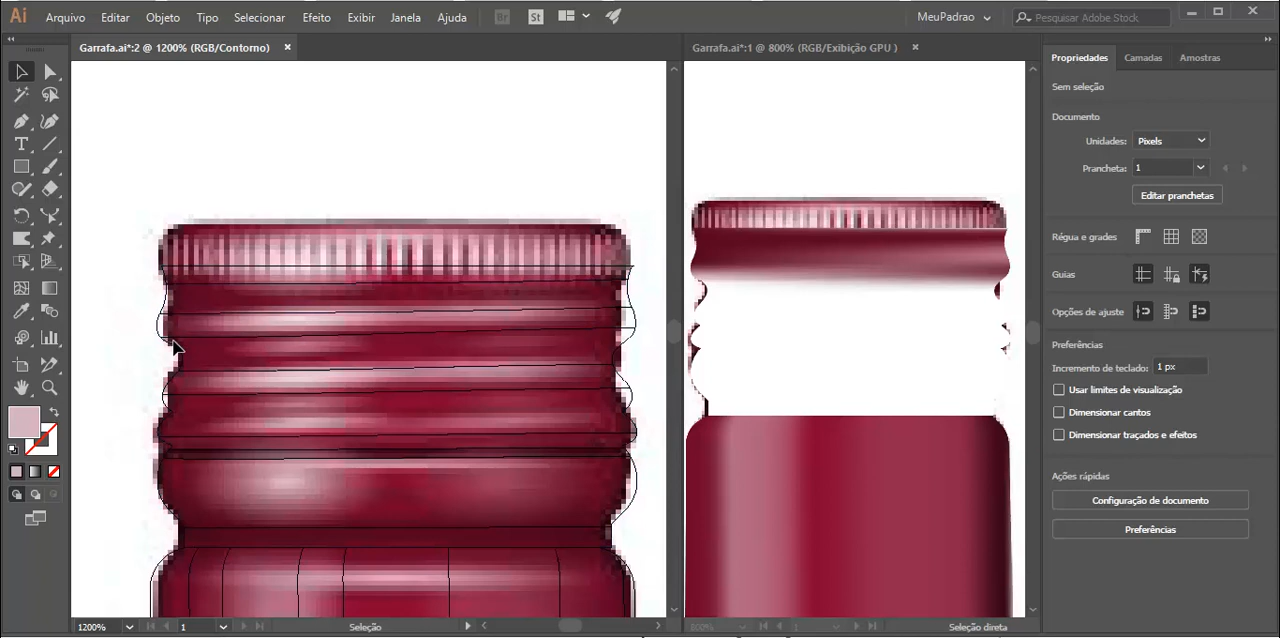 Ai Arquivo Editar Objeto Tipo Selecionar Efeito Exibir Janela Ajuda Br St MeuPadrao Pesquisar Adobe Stock
Garrafa.ai*:2 @ 1200% (RGB/Contorno) × Garrafa.ai*:1 @ 800% (RGB/Exibição GPU ) ×
Propriedades Camadas Amostras
Sem seleção
Documento
Unidades: Pixels
Prancheta: 1
Editar pranchetas
Régua e grades
Guias
Opções de ajuste
Preferências
Incremento de teclado: 1 px
Usar limites de visualização
Dimensionar cantos
Dimensionar traçados e efeitos
Ações rápidas
Configuração de documento
Preferências
1200% 1 Seleção 800% 1 Seleção direta